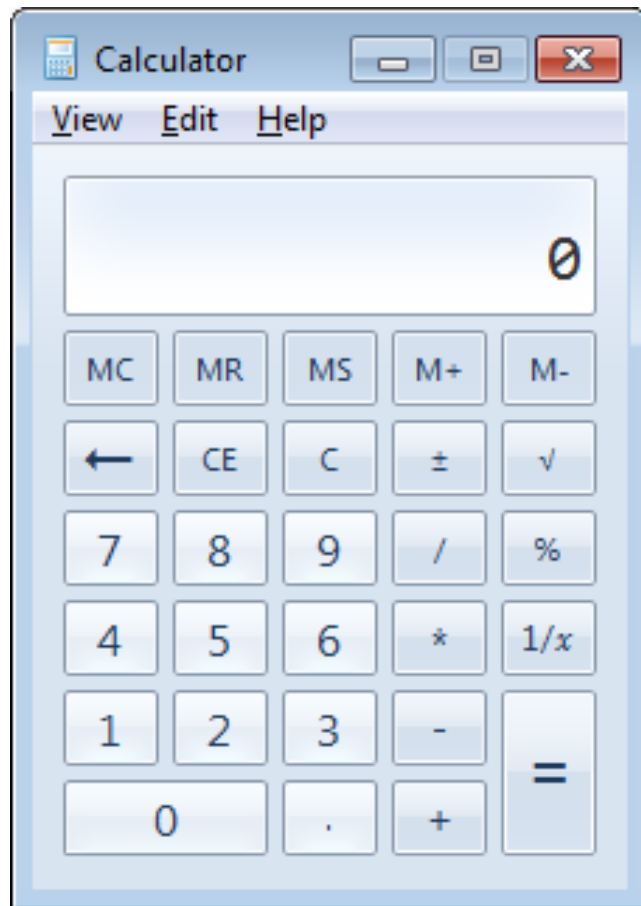 Calculator
View Edit Help
0
MC MR MS M+ M-
← CE C ± √
7 8 9 / %
4 5 6 * 1/x
1 2 3 - =
0 . +